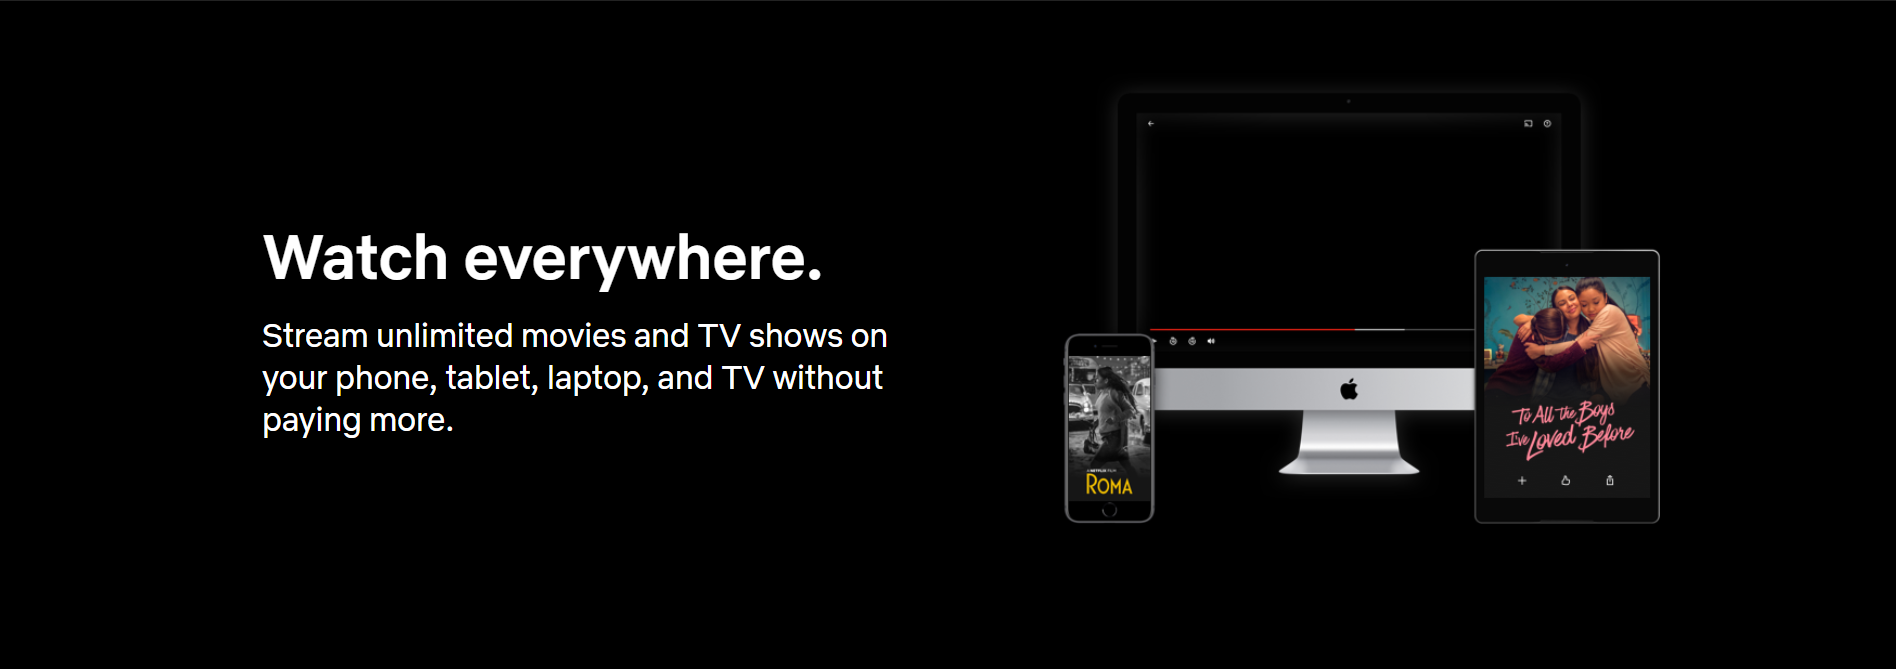 Watch everywhere.
Stream unlimited movies and TV shows on
your phone, tablet, laptop, and TV without
paying more.
A NETFLIX FILM
ROMA
To All the Boys
I've Loved Before